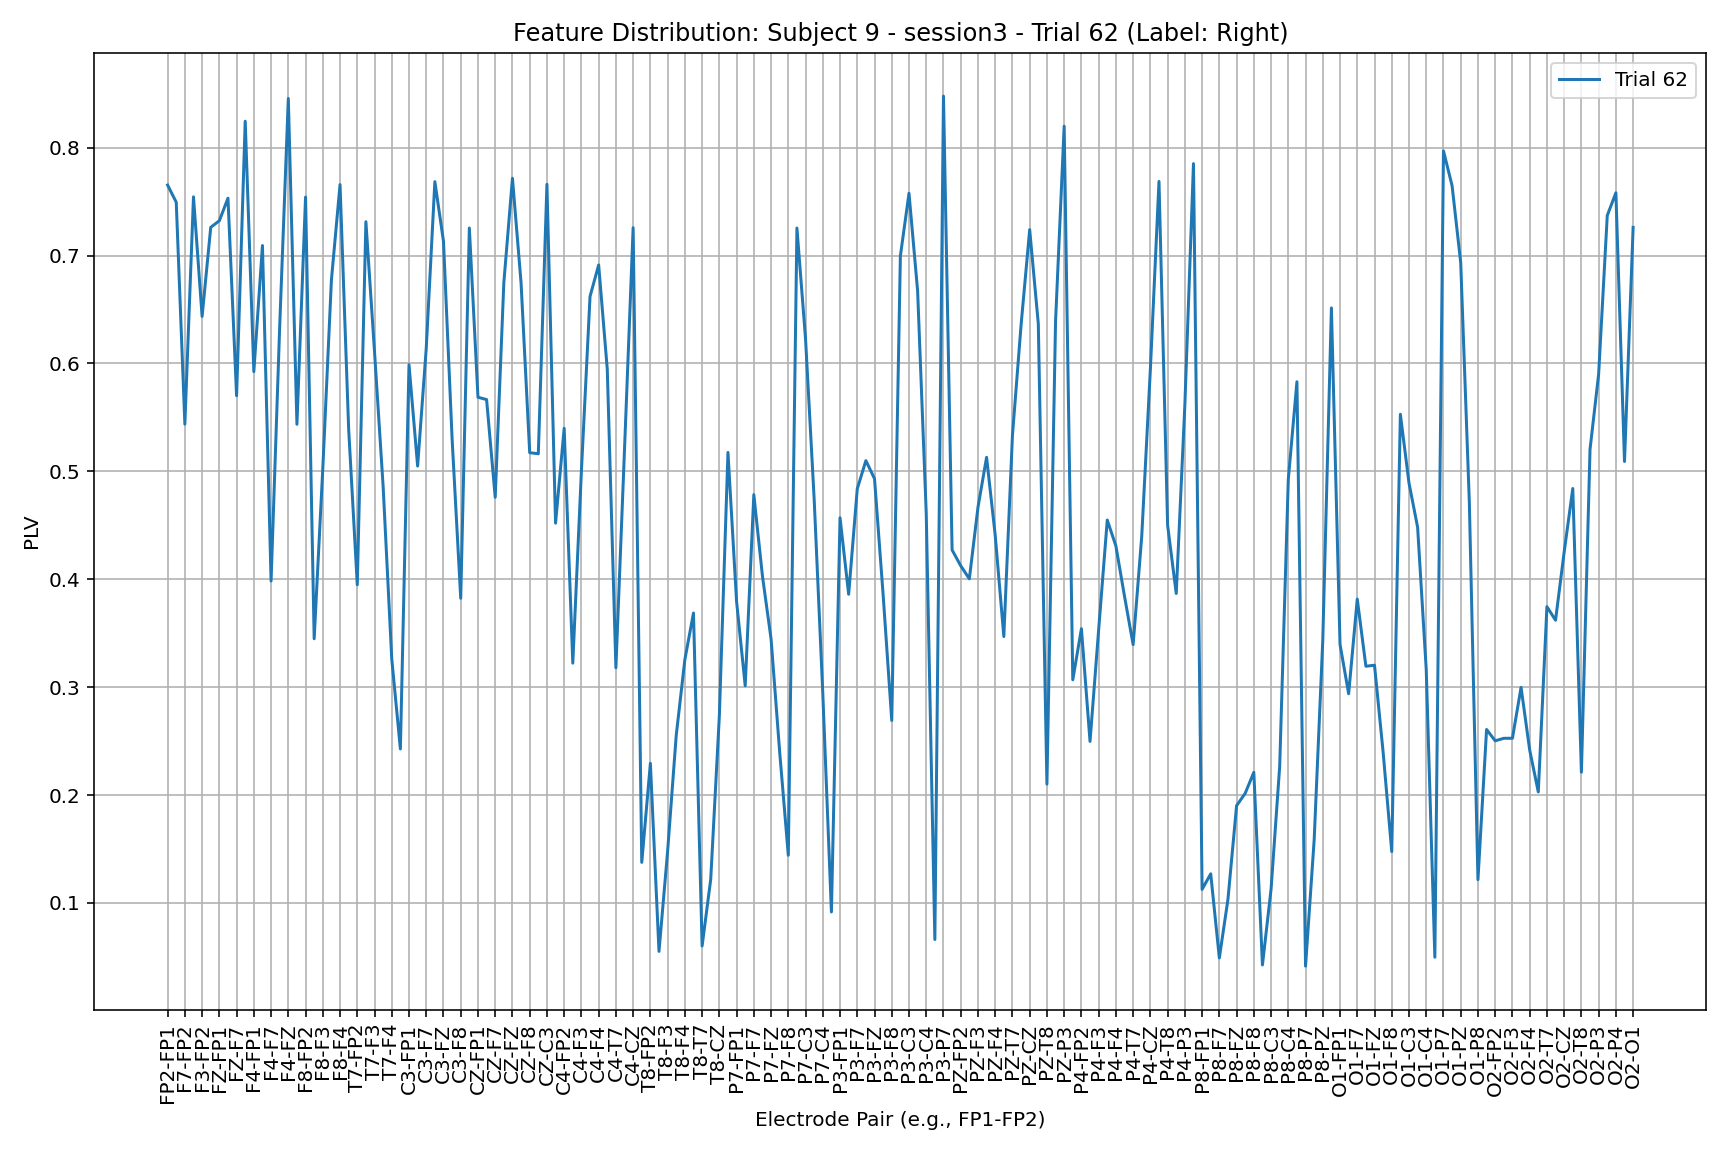 Feature Distribution: Subject 9 - session3 - Trial 62 (Label: Right)
Trial 62
PLV
0.8
0.7
0.6
0.5
0.4
0.3
0.2
0.1
FP2-FP1
F7-FP2
F3-FP2
FZ-FP1
FZ-F7
F4-FP1
F4-F7
F4-FZ
F8-FP2
F8-F3
F8-F4
T7-FP2
T7-F3
T7-F4
C3-FP1
C3-F7
C3-FZ
C3-F8
CZ-FP1
CZ-F7
CZ-FZ
CZ-F8
CZ-C3
C4-FP2
C4-F3
C4-F4
C4-T7
C4-CZ
T8-FP2
T8-F3
T8-F4
T8-T7
T8-CZ
P7-FP1
P7-F7
P7-FZ
P7-F8
P7-C3
P7-C4
P3-FP1
P3-F7
P3-FZ
P3-F8
P3-C3
P3-C4
P3-P7
PZ-FP2
PZ-F3
PZ-F4
PZ-T7
PZ-CZ
PZ-T8
PZ-P3
P4-FP2
P4-F3
P4-F4
P4-T7
P4-CZ
P4-T8
P4-P3
P8-FP1
P8-F7
P8-FZ
P8-F8
P8-C3
P8-C4
P8-P7
P8-PZ
O1-FP1
O1-F7
O1-FZ
O1-F8
O1-C3
O1-C4
O1-P7
O1-PZ
O1-P8
O2-FP2
O2-F3
O2-F4
O2-T7
O2-CZ
O2-T8
O2-P3
O2-P4
O2-O1
Electrode Pair (e.g., FP1-FP2)